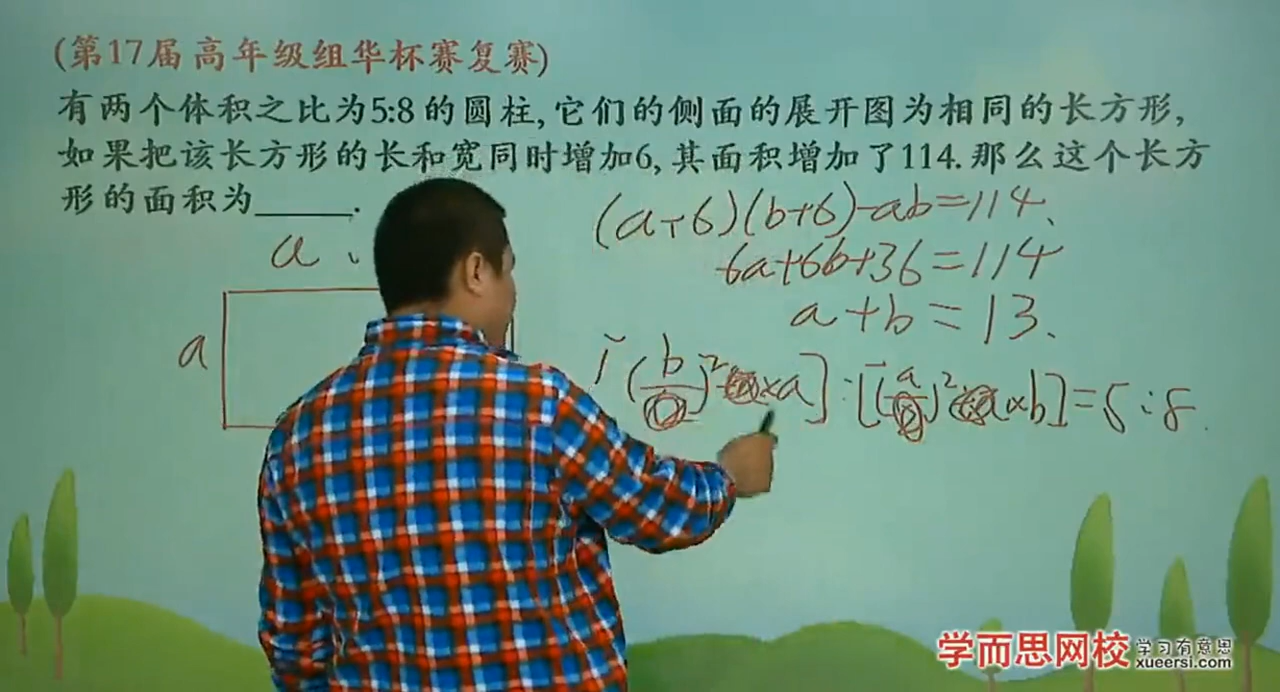 (第17届高年级组华杯赛复赛)
有两个体积之比为5:8的圆柱,它们的侧面的展开图为相同的长方形,
如果把该长方形的长和宽同时增加6,其面积增加了114.那么这个长方
形的面积为_____.
(a+6)(b+6)-ab=114
a
6a+6b+36=114
a+b=13
a
[(b/)²×a]:[(a/)²×b]=5:8
学而思网校 学习有意思
xueersi.com